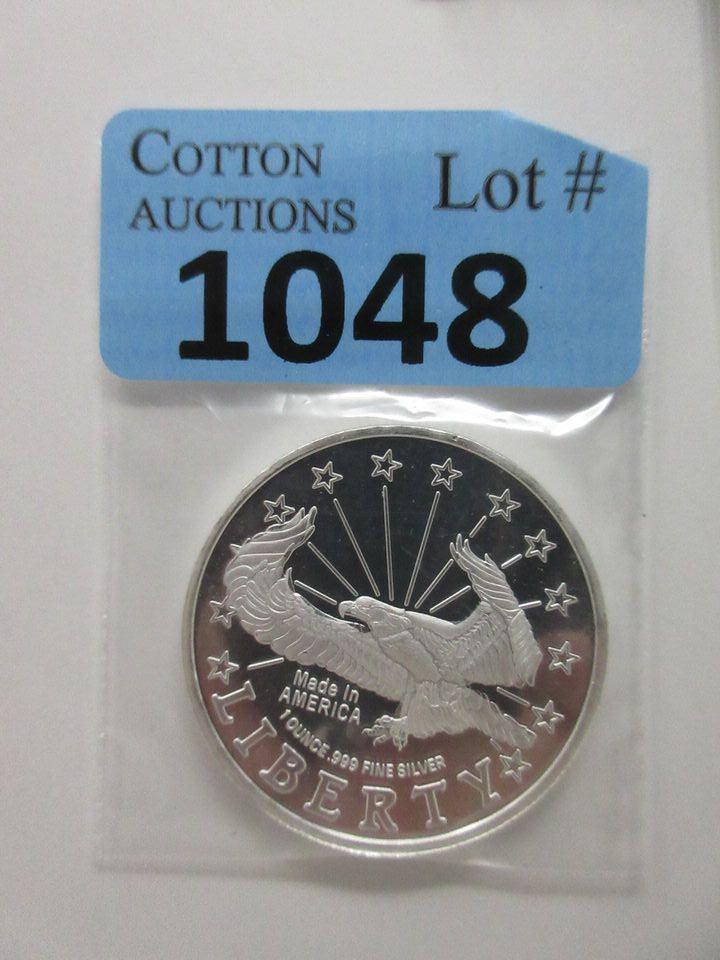 COTTON
AUCTIONS
Lot #
1048
Made In
AMERICA
1 OUNCE .999 FINE SILVER
LIBERTY